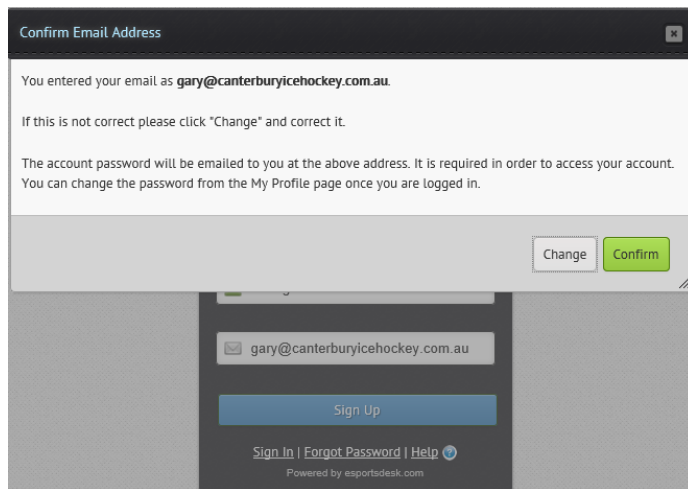 Confirm Email Address
You entered your email as gary@canterburyicehockey.com.au.
If this is not correct please click "Change" and correct it.
The account password will be emailed to you at the above address. It is required in order to access your account.
You can change the password from the My Profile page once you are logged in.
Change Confirm
gary@canterburyicehockey.com.au
Sign Up
Sign In | Forgot Password | Help ?
Powered by esportsdesk.com